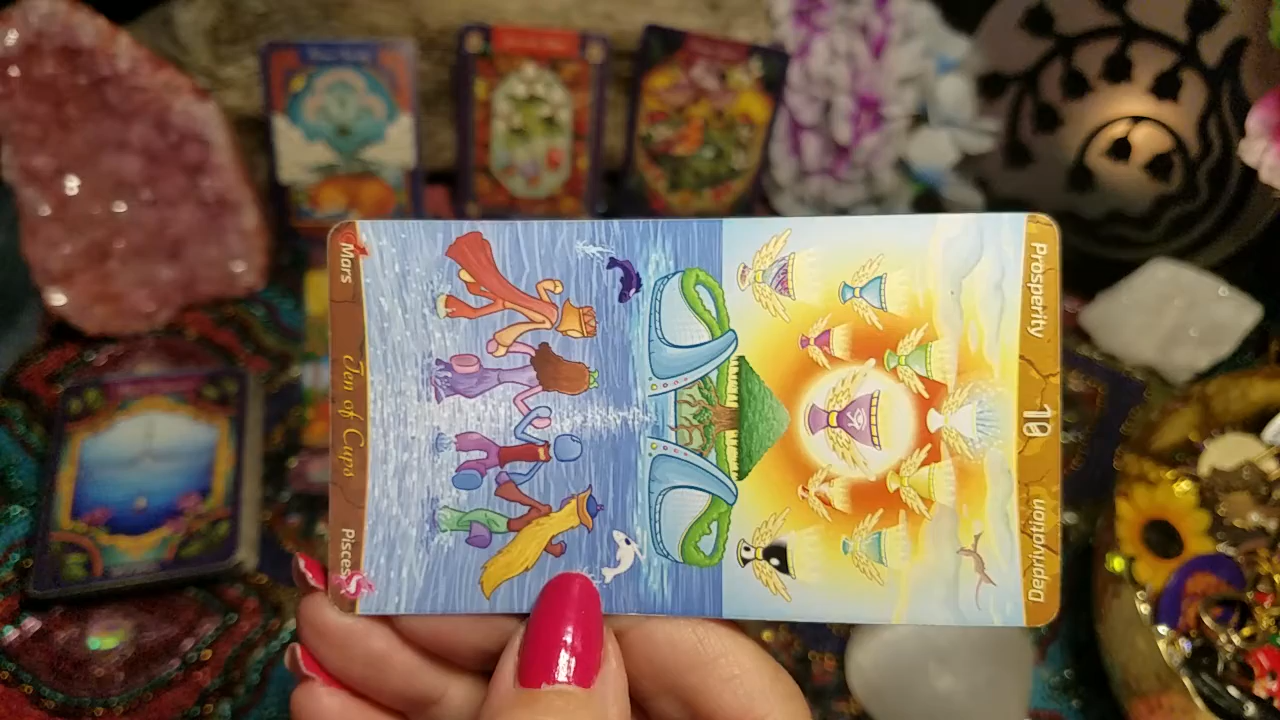 Prosperity
10
Deprivation
Mars
Ten of Cups
Pisces